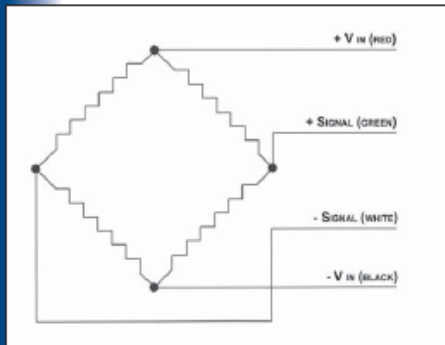 + V IN (RED)
+ SIGNAL (GREEN)
- SIGNAL (WHITE)
- V IN (BLACK)